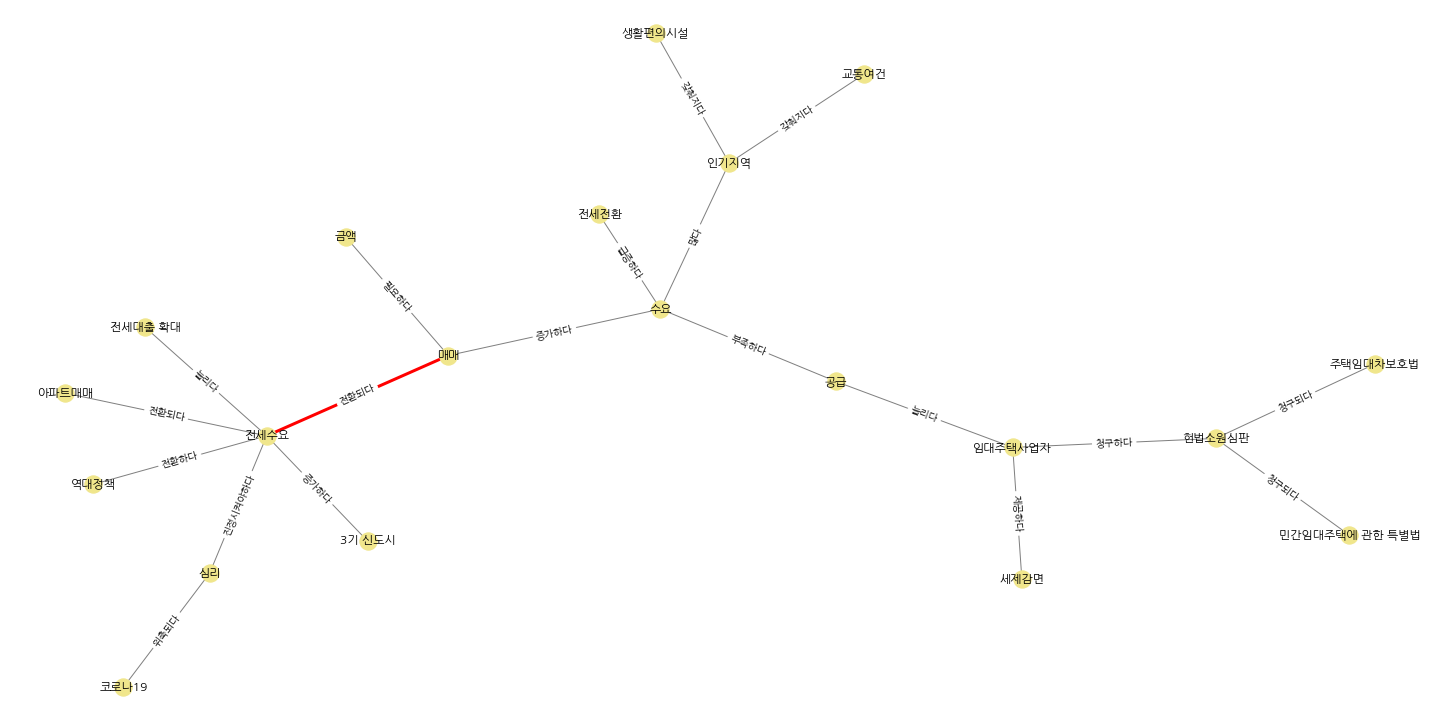 생활편의시설
교통여건
갖춰지다
갖춰지다
인기지역
전세전환
많다
금액
급증하다
필요하다
수요
전세대출 확대
증가하다
부족하다
매매
주택임대차보호법
늘리다
공급
아파트매매
전환되다
전환되다
청구되다
늘리다
전세수요
헌법소원심판
청구하다
임대주택사업자
전환하다
역대정책
증가하다
청구되다
진정시켜야하다
제공하다
3기 신도시
민간임대주택에 관한 특별법
심리
세제감면
위축되다
코로나19